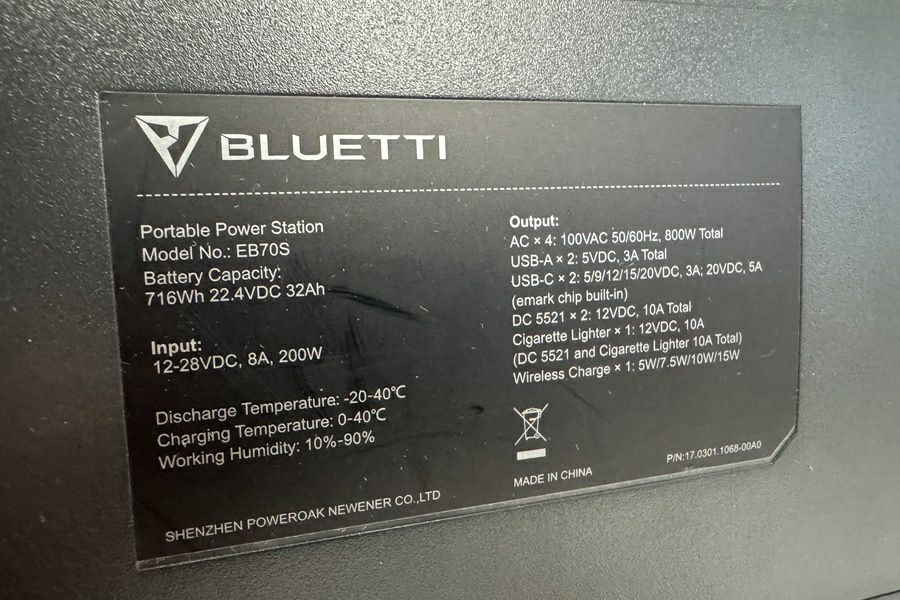 BLUETTI
Portable Power Station
Model No.: EB70S
Battery Capacity:
716Wh 22.4VDC 32Ah
Input:
12-28VDC, 8A, 200W
Discharge Temperature: -20-40℃
Charging Temperature: 0-40℃
Working Humidity: 10%-90%
SHENZHEN POWEROAK NEWENER CO.,LTD
Output:
AC × 4: 100VAC 50/60Hz, 800W Total
USB-A × 2: 5VDC, 3A Total
USB-C × 2: 5/9/12/15/20VDC, 3A; 20VDC, 5A
(emark chip built-in)
DC 5521 × 2: 12VDC, 10A Total
Cigarette Lighter × 1: 12VDC, 10A
(DC 5521 and Cigarette Lighter 10A Total)
Wireless Charge × 1: 5W/7.5W/10W/15W
MADE IN CHINA
P/N:17.0301.1068-00A0